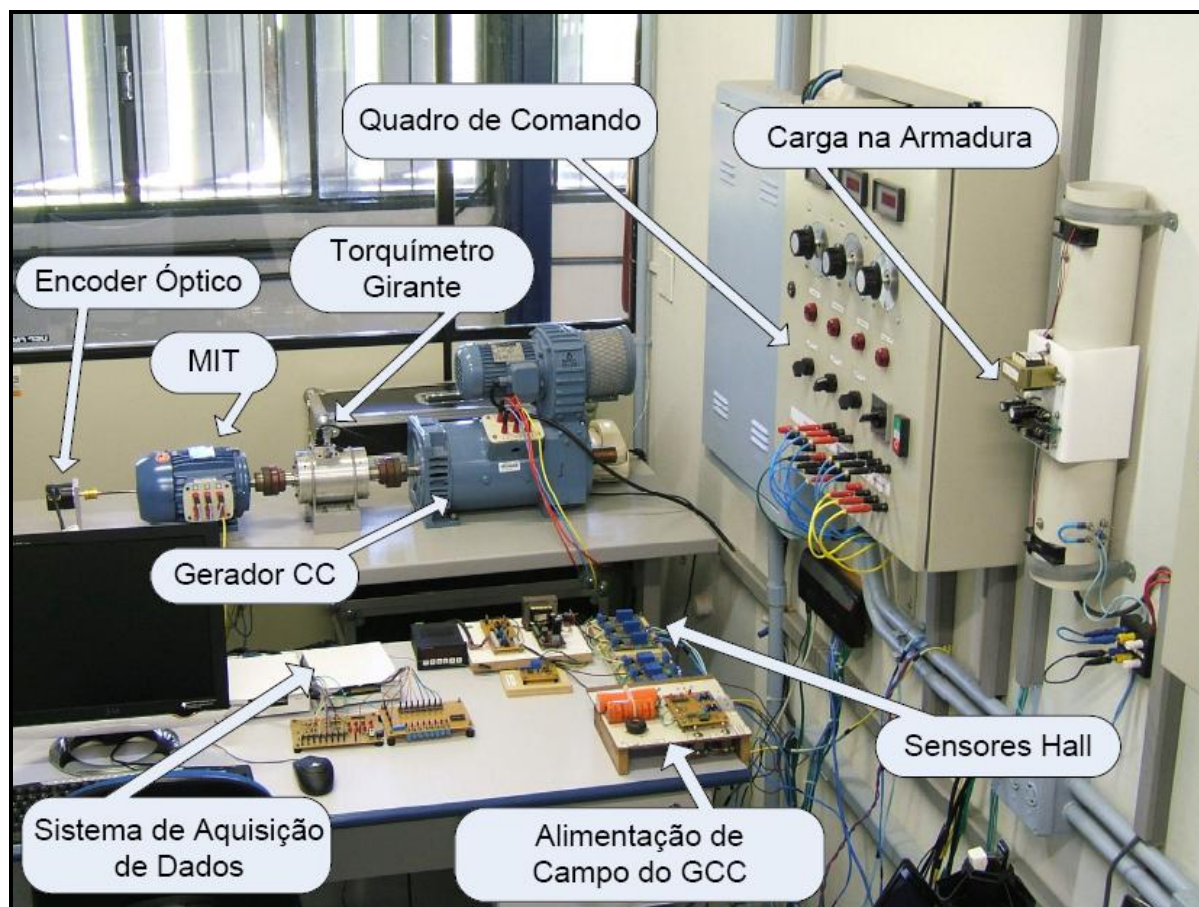 Quadro de Comando
Carga na Armadura
Torquímetro
Girante
Encoder Óptico
MIT
Gerador CC
Sensores Hall
Sistema de Aquisição
de Dados
Alimentação de
Campo do GCC